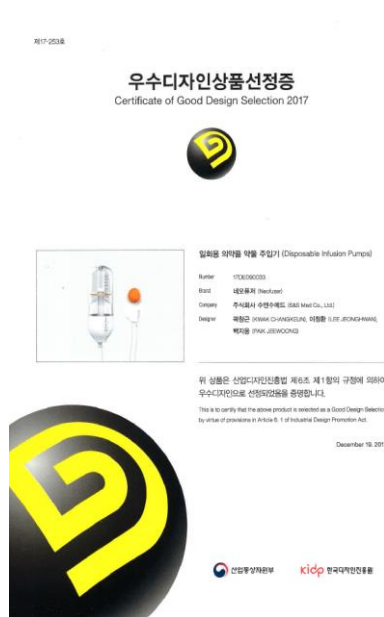 제17-253호
우수디자인상품선정증
Certificate of Good Design Selection 2017
일회용 의약품 약물 주입기 (Disposable Infusion Pumps)
Number 17DE090033
Brand 네오퓨저 (Neofuser)
Company 주식회사 수앤수메드 (S&S Med Co., Ltd.)
Designer 곽창근 (KWAK CHANGKEUN), 이정환 (LEE JEONGHWAN),
백지웅 (PAIK JEEWOONG)
위 상품은 산업디자인진흥법 제6조 제1항의 규정에 의하여
우수디자인으로 선정되었음을 증명합니다.
This is to certify that the above product is selected as a Good Design Selection
by virtue of provisions in Article 6. 1 of Industrial Design Promotion Act.
December 19, 201
산업통상자원부 kidp 한국디자인진흥원